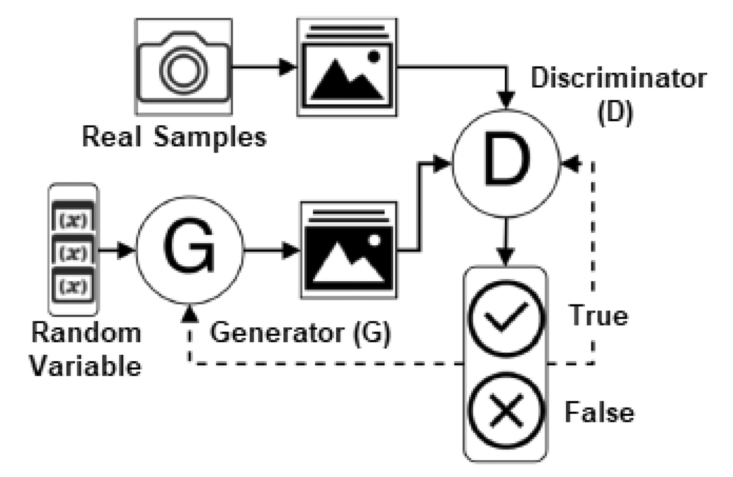 Real Samples
Discriminator
(D)
D
(x)
(x)
(x)
G
Random
Variable
Generator (G)
True
False